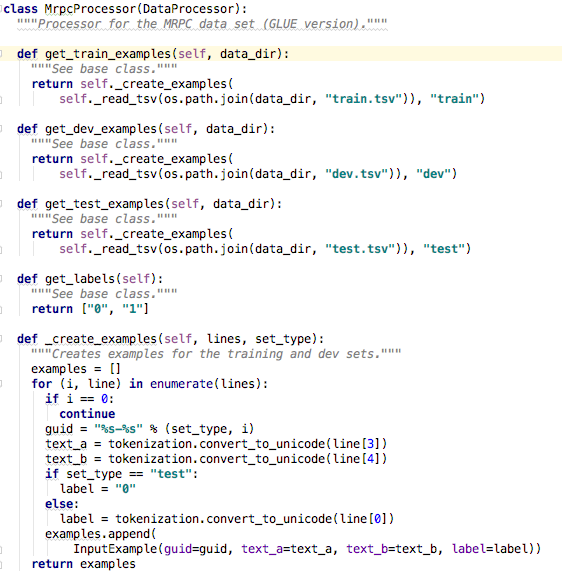 class MrpcProcessor(DataProcessor):
  """Processor for the MRPC data set (GLUE version)."""

  def get_train_examples(self, data_dir):
    """See base class."""
    return self._create_examples(
        self._read_tsv(os.path.join(data_dir, "train.tsv")), "train")

  def get_dev_examples(self, data_dir):
    """See base class."""
    return self._create_examples(
        self._read_tsv(os.path.join(data_dir, "dev.tsv")), "dev")

  def get_test_examples(self, data_dir):
    """See base class."""
    return self._create_examples(
        self._read_tsv(os.path.join(data_dir, "test.tsv")), "test")

  def get_labels(self):
    """See base class."""
    return ["0", "1"]

  def _create_examples(self, lines, set_type):
    """Creates examples for the training and dev sets."""
    examples = []
    for (i, line) in enumerate(lines):
      if i == 0:
        continue
      guid = "%s-%s" % (set_type, i)
      text_a = tokenization.convert_to_unicode(line[3])
      text_b = tokenization.convert_to_unicode(line[4])
      if set_type == "test":
        label = "0"
      else:
        label = tokenization.convert_to_unicode(line[0])
      examples.append(
          InputExample(guid=guid, text_a=text_a, text_b=text_b, label=label))
    return examples